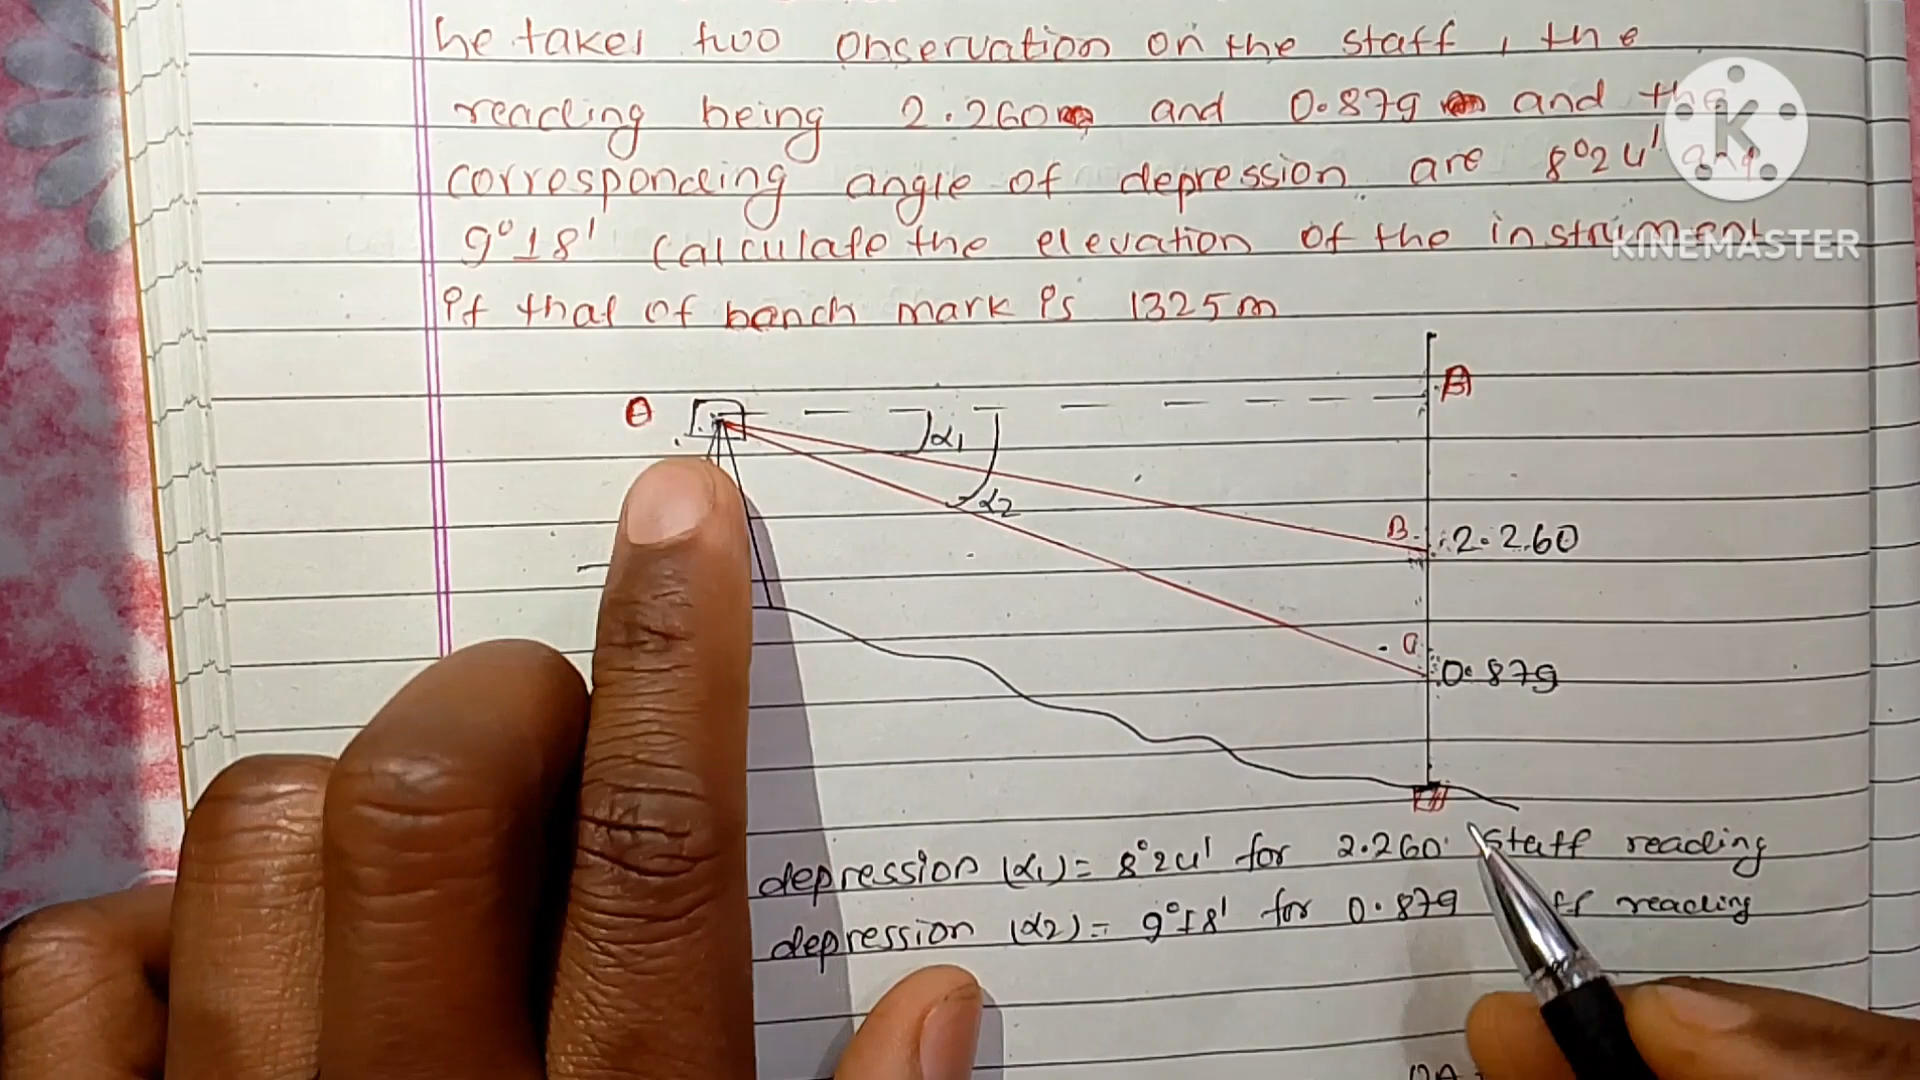 he takes two onservation on the staff, the
reading being 2.260 and 0.879 and the
corresponding angle of depression are 8°24' and
9°18' calculate the elevation of the instrument
if that of bench mark is 1325m
K
KINEMASTER
O
A
α1
α2
B
2.260
C
0.879
depression (α1) = 8°24' for 2.260 staff reading
depression (α2) = 9°18' for 0.879 reading